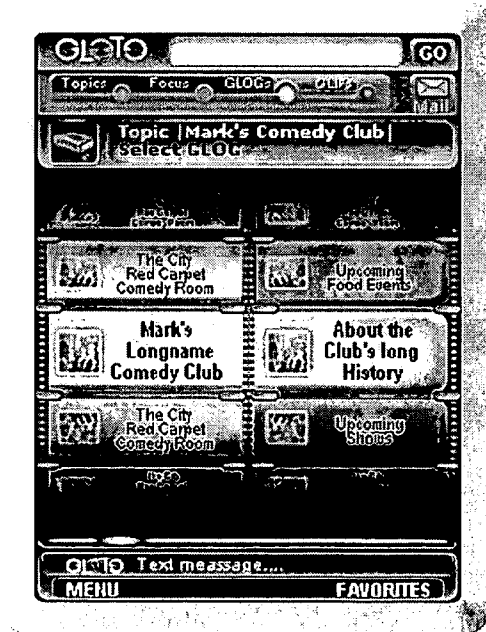 GLOTO GO
Topics Focus GLOGs CLIPs
Mail
Topic |Mark's Comedy Club|
Select GLOG
The City
Red Carpet
Comedy Room
Upcoming
Food Events
Mark's
Longname
Comedy Club
About the
Club's long
History
The City
Red Carpet
Comedy Room
Upcoming
Shows
GLOTO Text meassage....
MENU FAVORITES